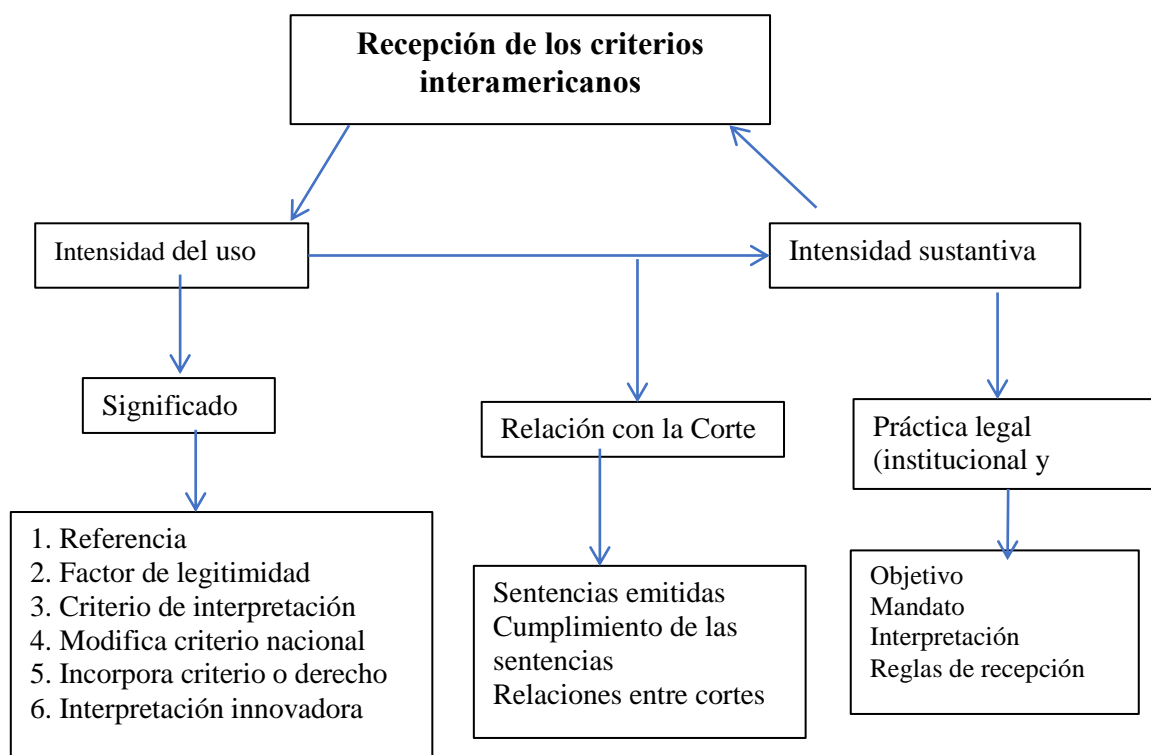 Recepción de los criterios
interamericanos
Intensidad del uso
Intensidad sustantiva
Significado
Relación con la Corte
Práctica legal
(institucional y
1. Referencia
2. Factor de legitimidad
3. Criterio de interpretación
4. Modifica criterio nacional
5. Incorpora criterio o derecho
6. Interpretación innovadora
Sentencias emitidas
Cumplimiento de las
sentencias
Relaciones entre cortes
Objetivo
Mandato
Interpretación
Reglas de recepción